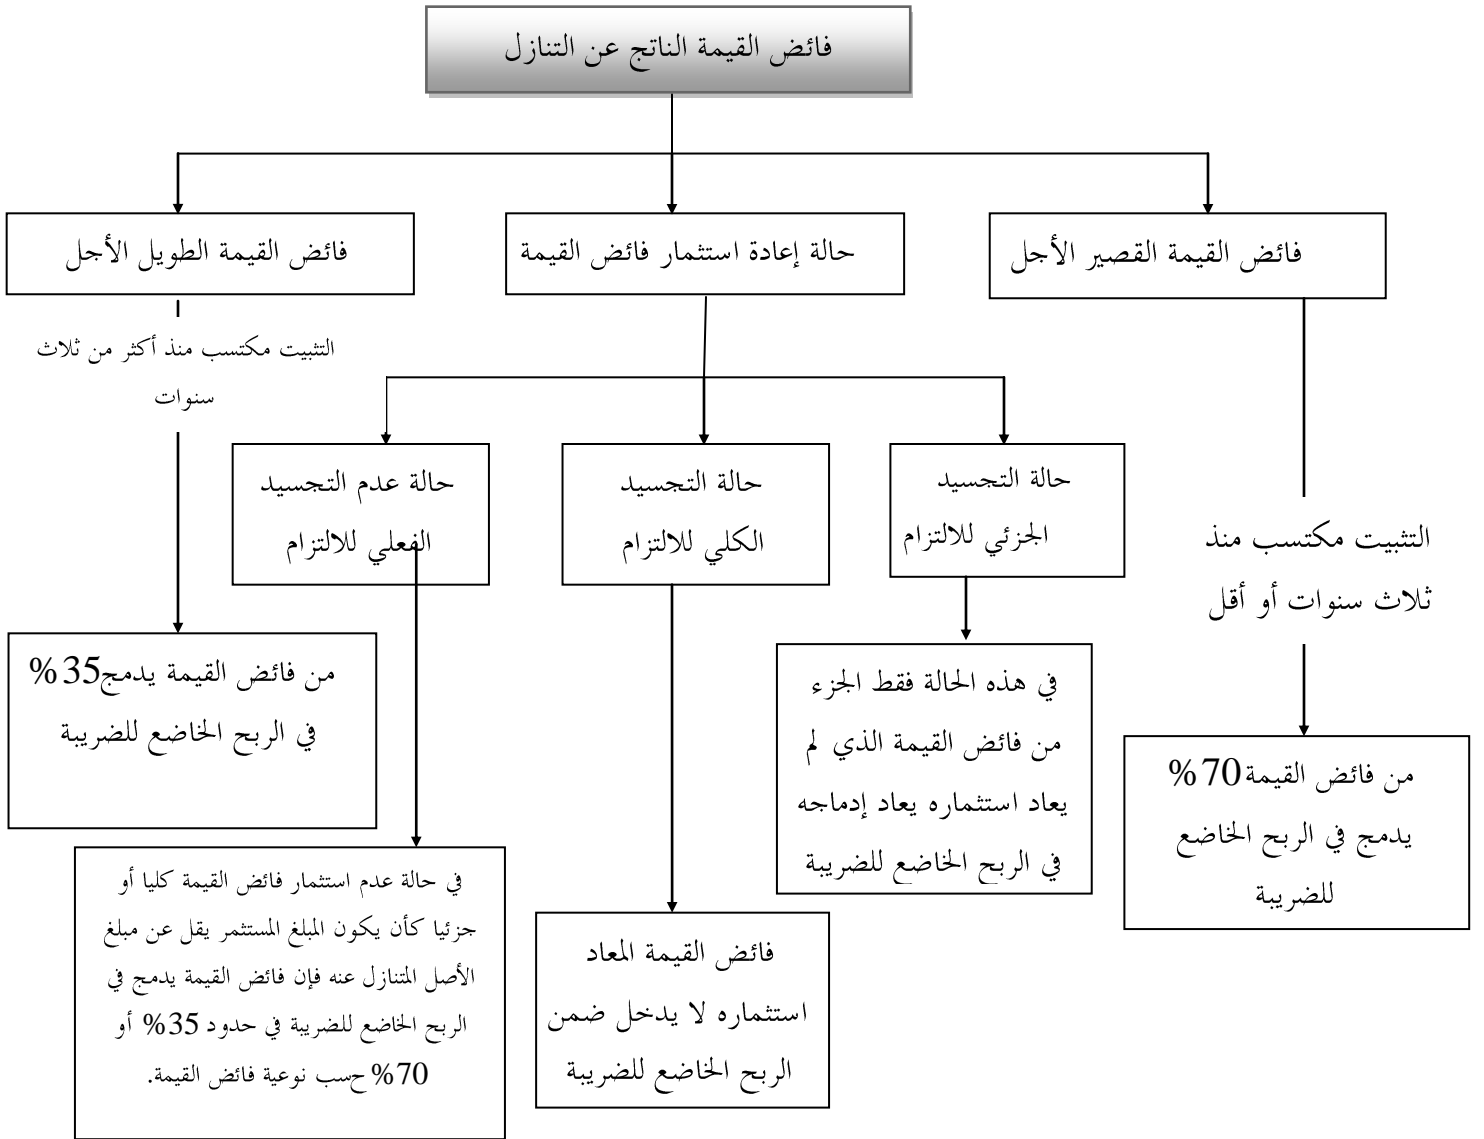 فائض القيمة الناتج عن التنازل
فائض القيمة القصير الأجل
حالة إعادة استثمار فائض القيمة
فائض القيمة الطويل الأجل
التثبيت مكتسب منذ أكثر من ثلاث
سنوات
حالة التجسيد
الجزئي للالتزام
حالة التجسيد
الكلي للالتزام
حالة عدم التجسيد
الفعلي للالتزام
التثبيت مكتسب منذ
ثلاث سنوات أو أقل
من فائض القيمة يدمج35 %
في الربح الخاضع للضريبة
في هذه الحالة فقط الجزء
من فائض القيمة الذي لم
يعاد استثماره يعاد إدماجه
في الربح الخاضع للضريبة
من فائض القيمة70 %
يدمج في الربح الخاضع
للضريبة
في حالة عدم استثمار فائض القيمة كليا أو
جزئيا كأن يكون المبلغ المستثمر يقل عن مبلغ
الأصل المتنازل عنه فإن فائض القيمة يدمج في
الربح الخاضع للضريبة في حدود 35% أو
70% حسب نوعية فائض القيمة.
فائض القيمة المعاد
استثماره لا يدخل ضمن
الربح الخاضع للضريبة